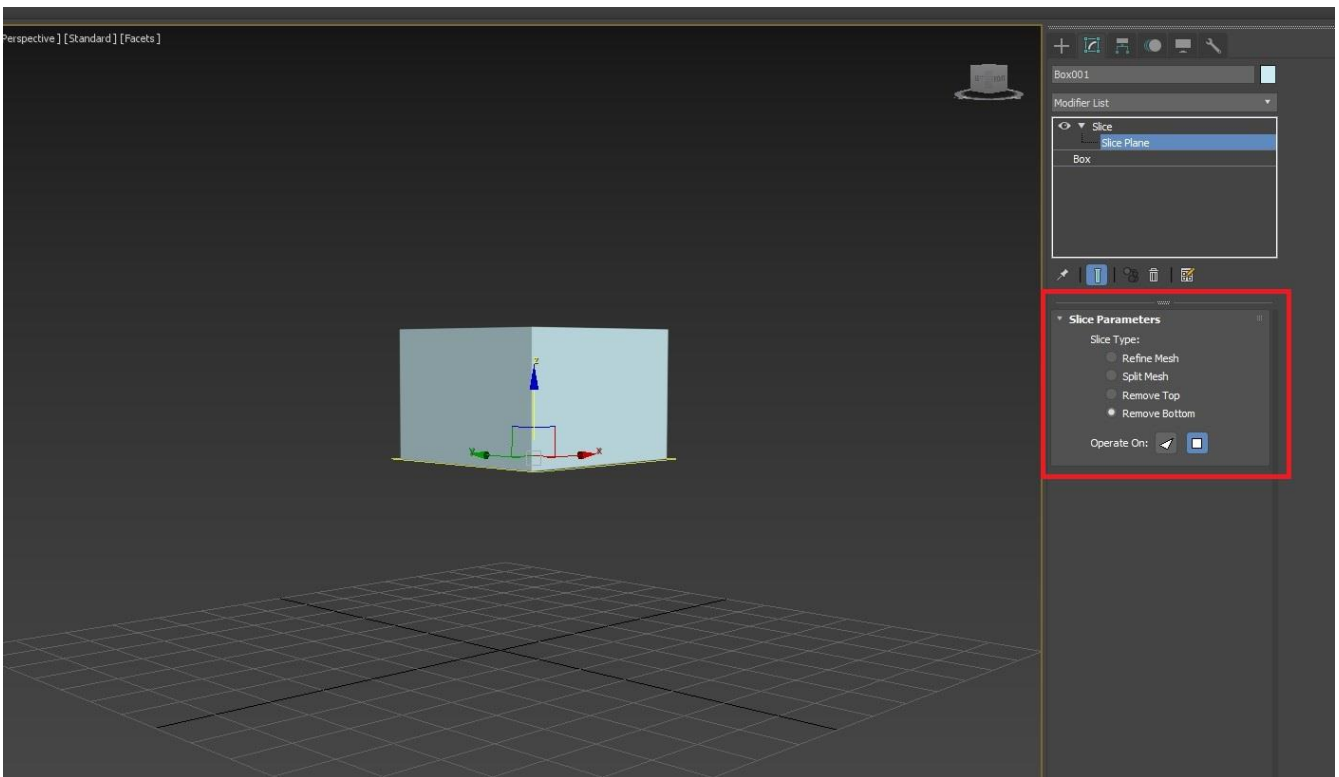 Perspective ] [ Standard ] [ Facets ]
Box001
Modifier List
Slice
Slice Plane
Box
Slice Parameters
Slice Type:
Refine Mesh
Split Mesh
Remove Top
Remove Bottom
Operate On:
z
y
x